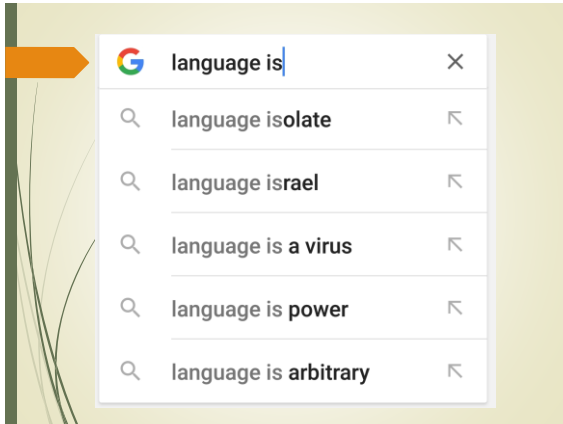 language is
language isolate
language israel
language is a virus
language is power
language is arbitrary